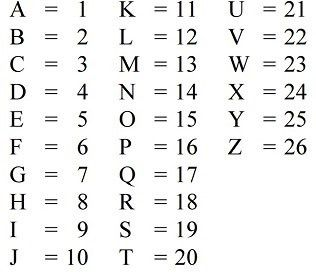 A = 1 K = 11 U = 21
B = 2 L = 12 V = 22
C = 3 M = 13 W = 23
D = 4 N = 14 X = 24
E = 5 O = 15 Y = 25
F = 6 P = 16 Z = 26
G = 7 Q = 17
H = 8 R = 18
I = 9 S = 19
J = 10 T = 20